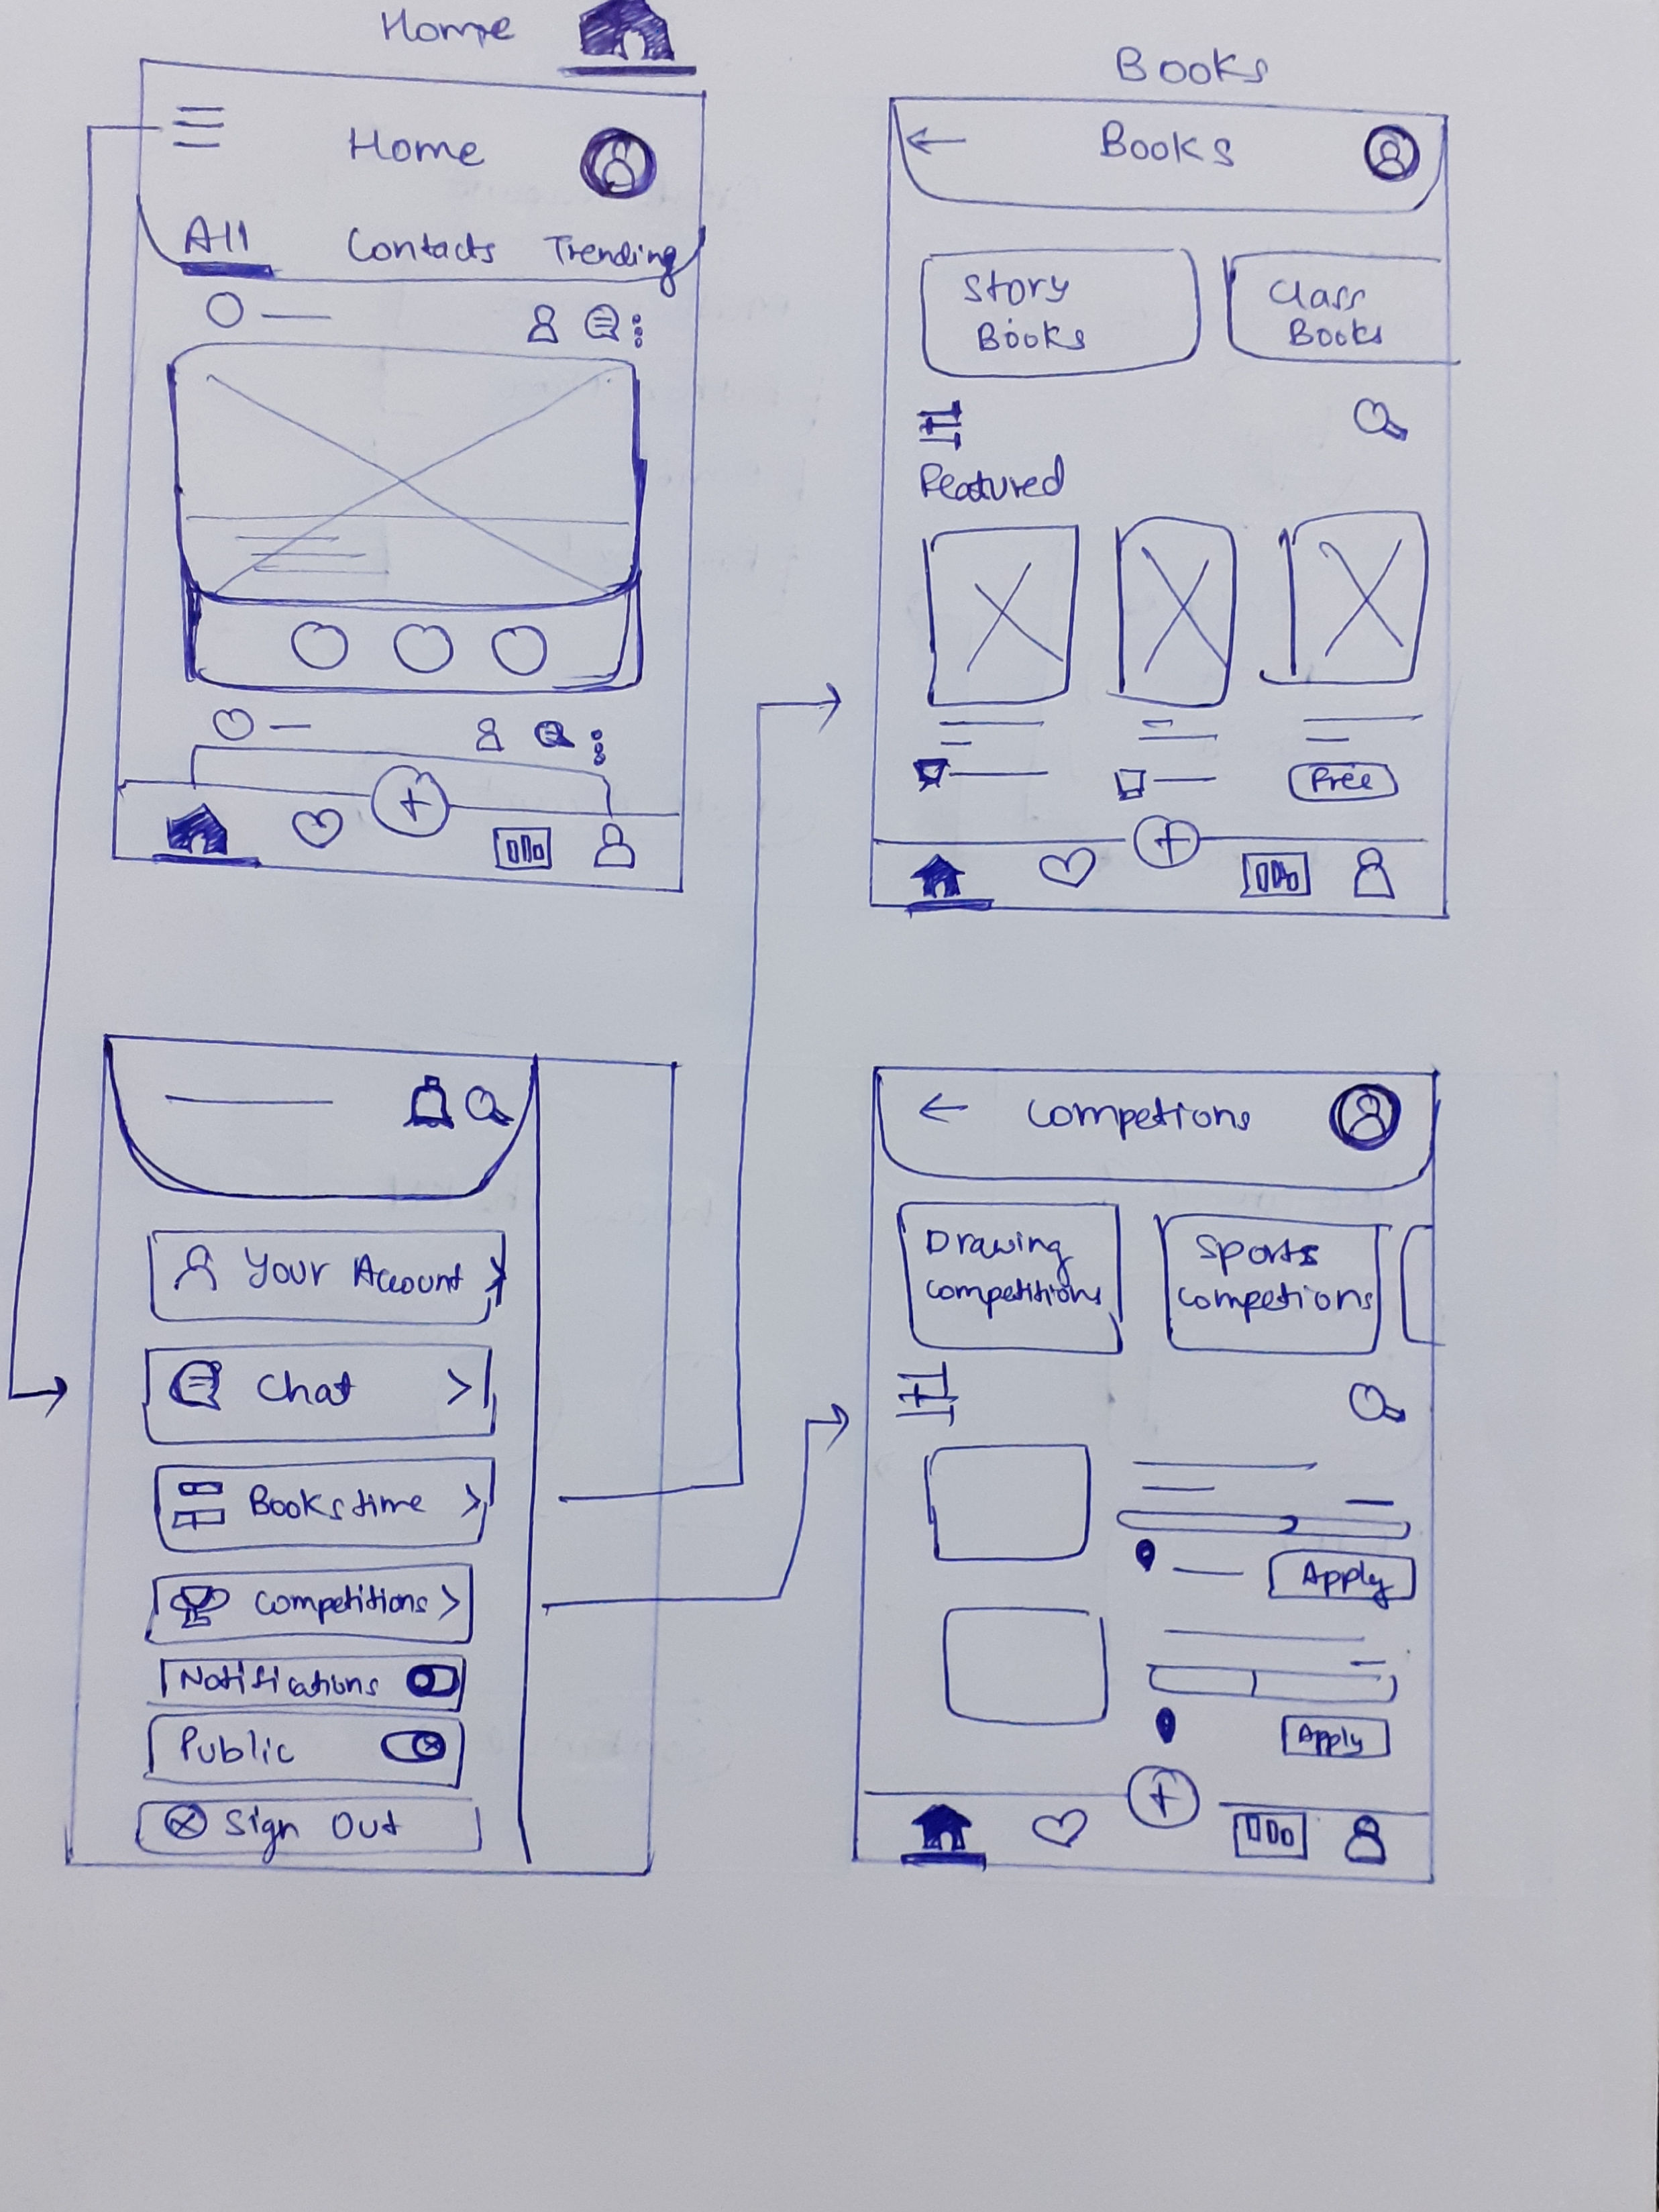 Home
Home
All Contacts Trending
Books
Books
Story
Books
Class
Books
Featured
Free
Your Account
Chat
Books time
Competitions
Notifications
Public
Sign Out
Competions
Drawing
Competitions
Sports
Competions
Apply
Apply